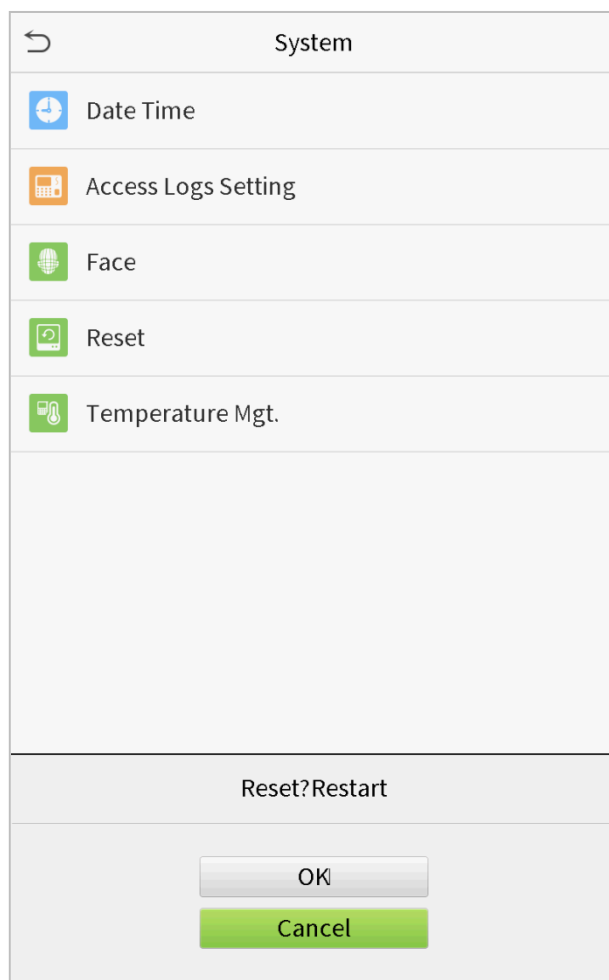 System
Date Time
Access Logs Setting
Face
Reset
Temperature Mgt.
Reset?Restart
OK
Cancel